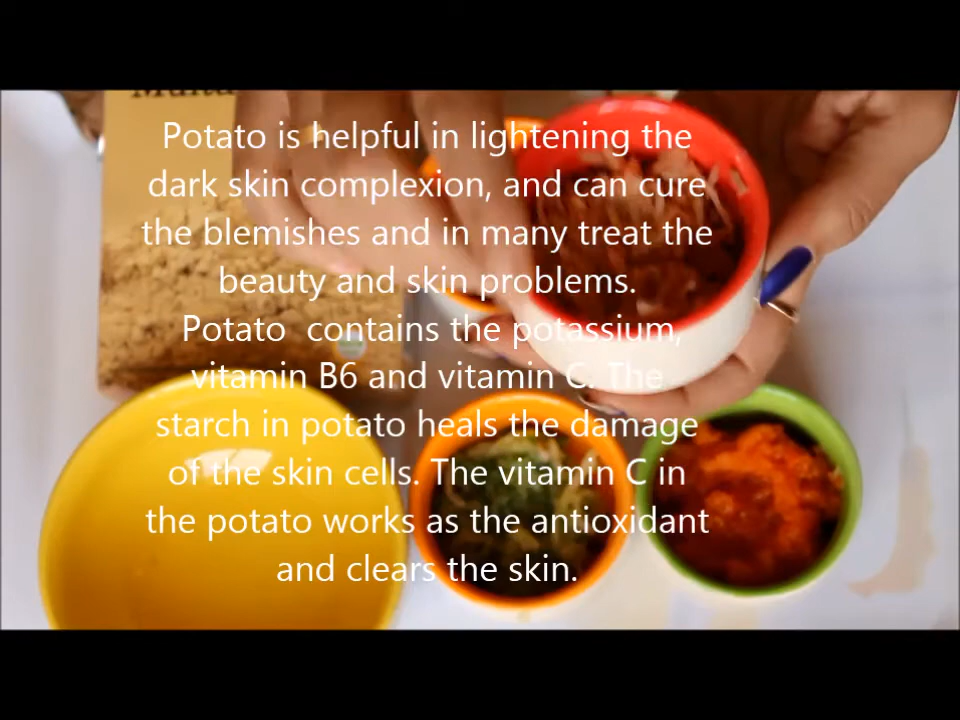 Potato is helpful in lightening the
dark skin complexion, and can cure
the blemishes and in many treat the
beauty and skin problems.
Potato  contains the potassium,
vitamin B6 and vitamin C. The
starch in potato heals the damage
of the skin cells. The vitamin C in
the potato works as the antioxidant
and clears the skin.